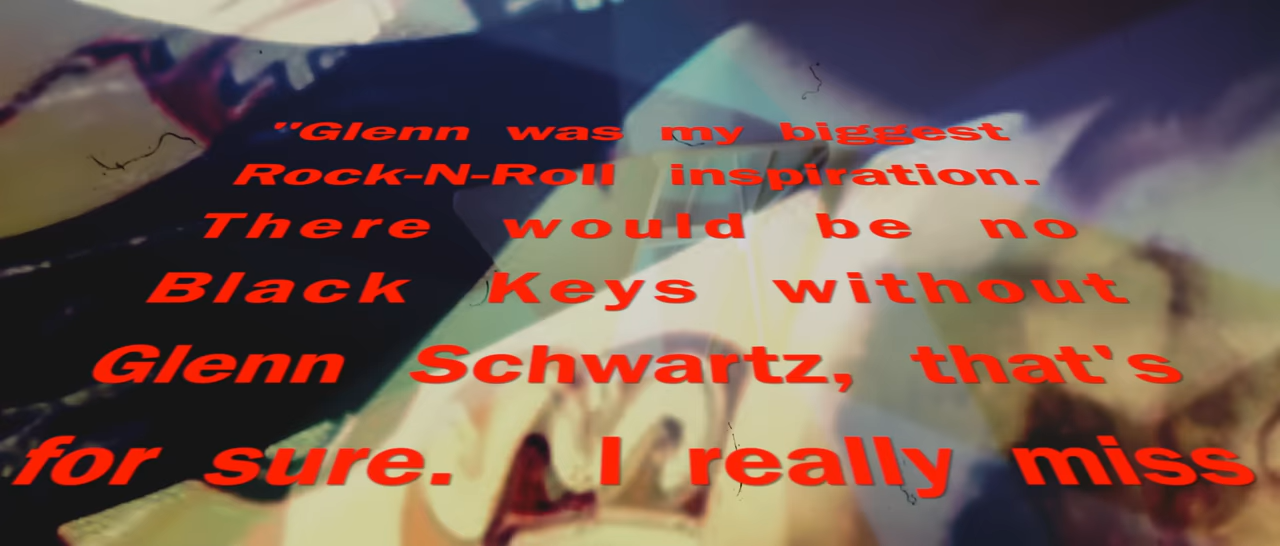 "Glenn was my biggest
Rock-N-Roll inspiration.
There would be no
Black Keys without
Glenn Schwartz, that's
for sure. I really miss